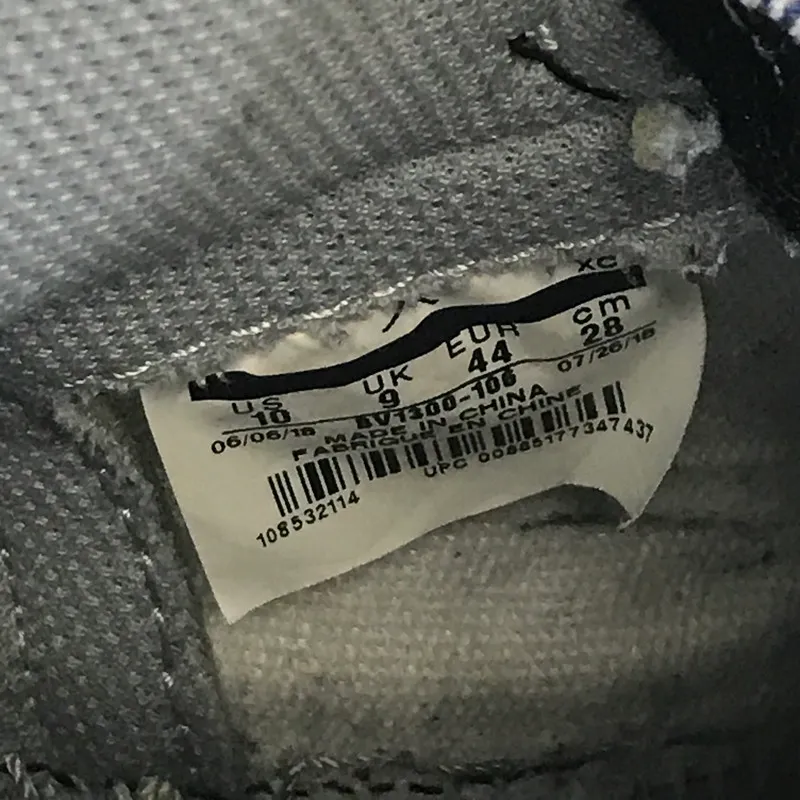 XC
US UK EUR cm
10 9 44 28
06/06/18 BV1300-106 07/26/18
MADE IN CHINA
FABRIQUE EN CHINE
UPC 00885177347437
108532114